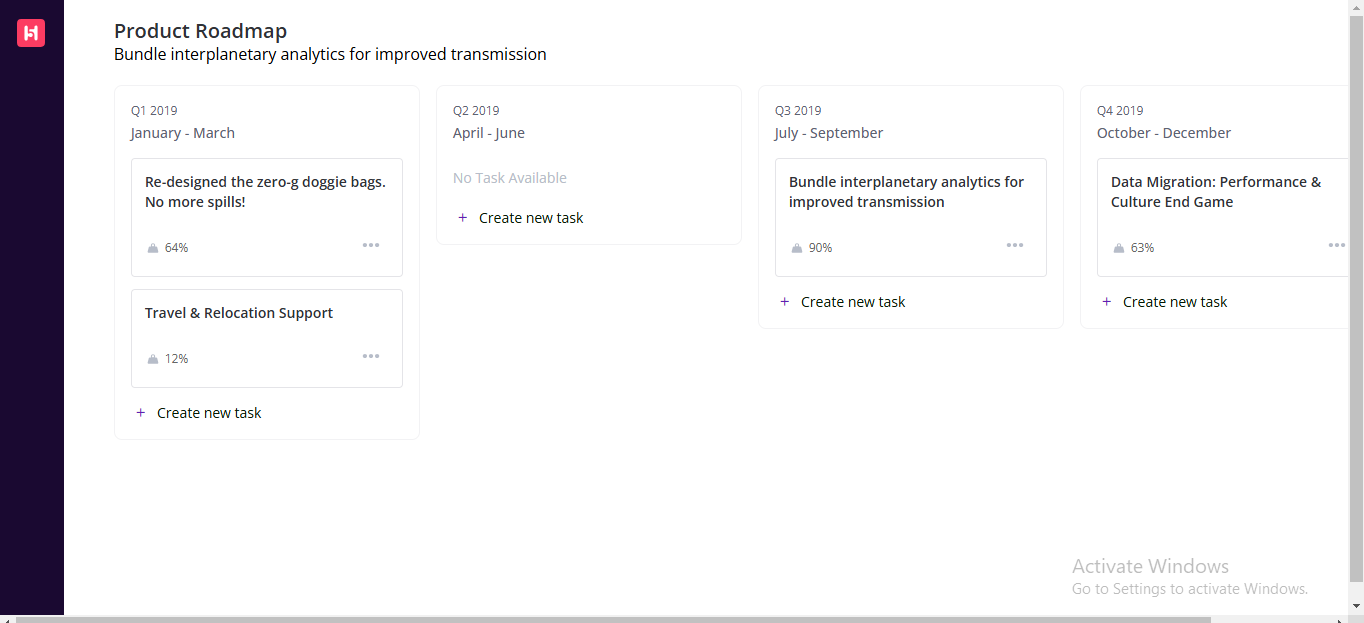 Product Roadmap
Bundle interplanetary analytics for improved transmission
Q1 2019
January - March
Re-designed the zero-g doggie bags.
No more spills!
64%
Travel & Relocation Support
12%
+ Create new task
Q2 2019
April - June
No Task Available
+ Create new task
Q3 2019
July - September
Bundle interplanetary analytics for
improved transmission
90%
+ Create new task
Q4 2019
October - December
Data Migration: Performance &
Culture End Game
63%
+ Create new task
Activate Windows
Go to Settings to activate Windows.